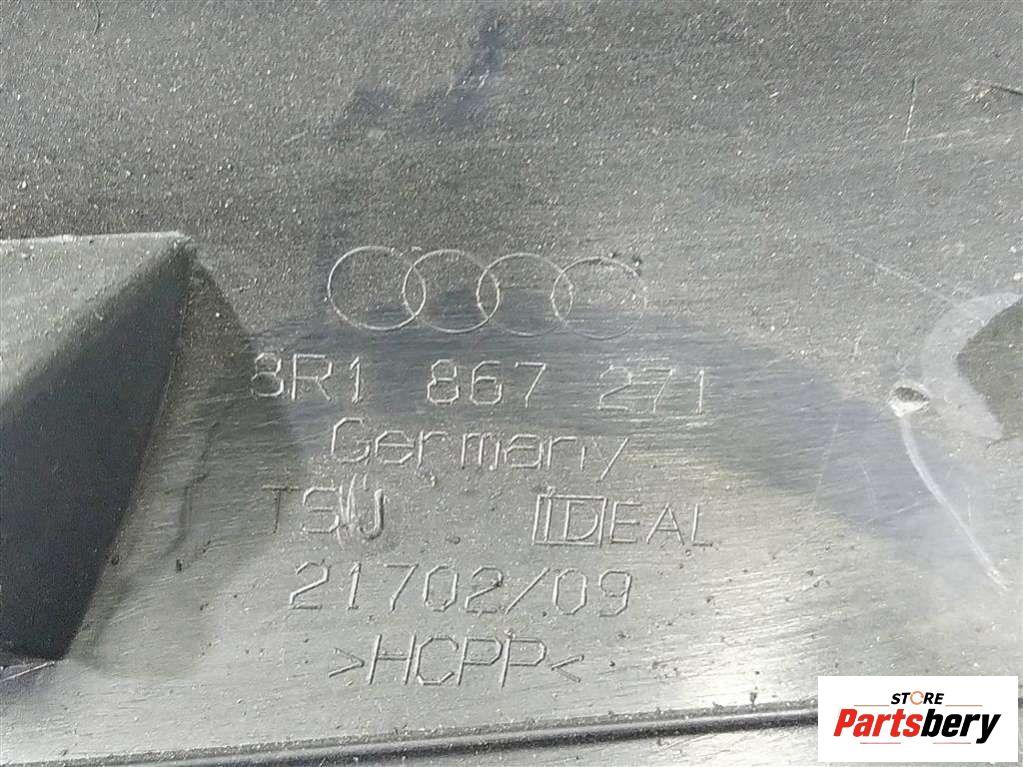 8R1 867 271
Germany
TSU IDEAL
21702/09
>HCPP<
STORE
Partsbery